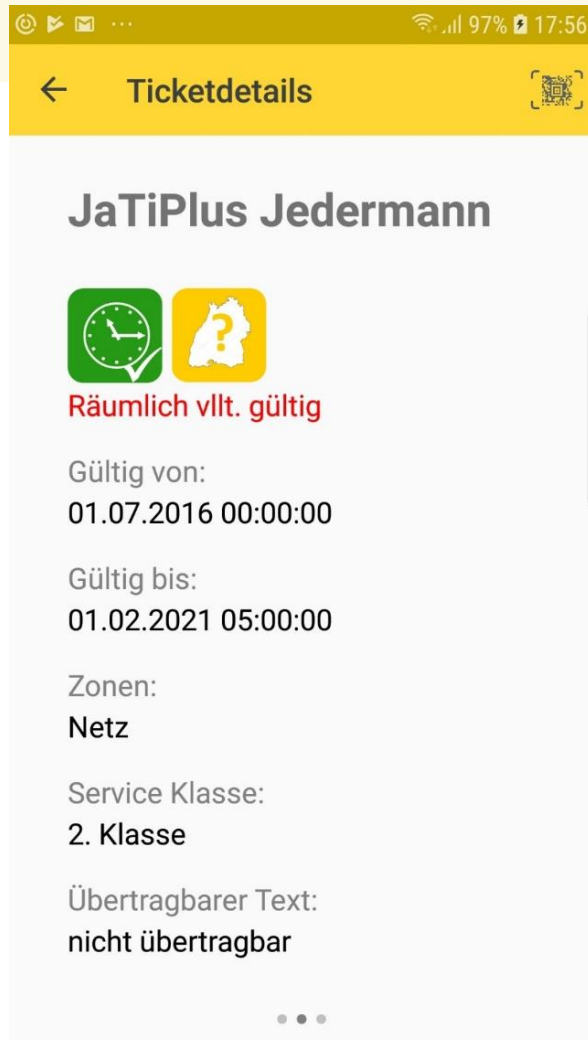 97% 17:56
Ticketdetails
JaTiPlus Jedermann
?
Räumlich vllt. gültig
Gültig von:
01.07.2016 00:00:00
Gültig bis:
01.02.2021 05:00:00
Zonen:
Netz
Service Klasse:
2. Klasse
Übertragbarer Text:
nicht übertragbar